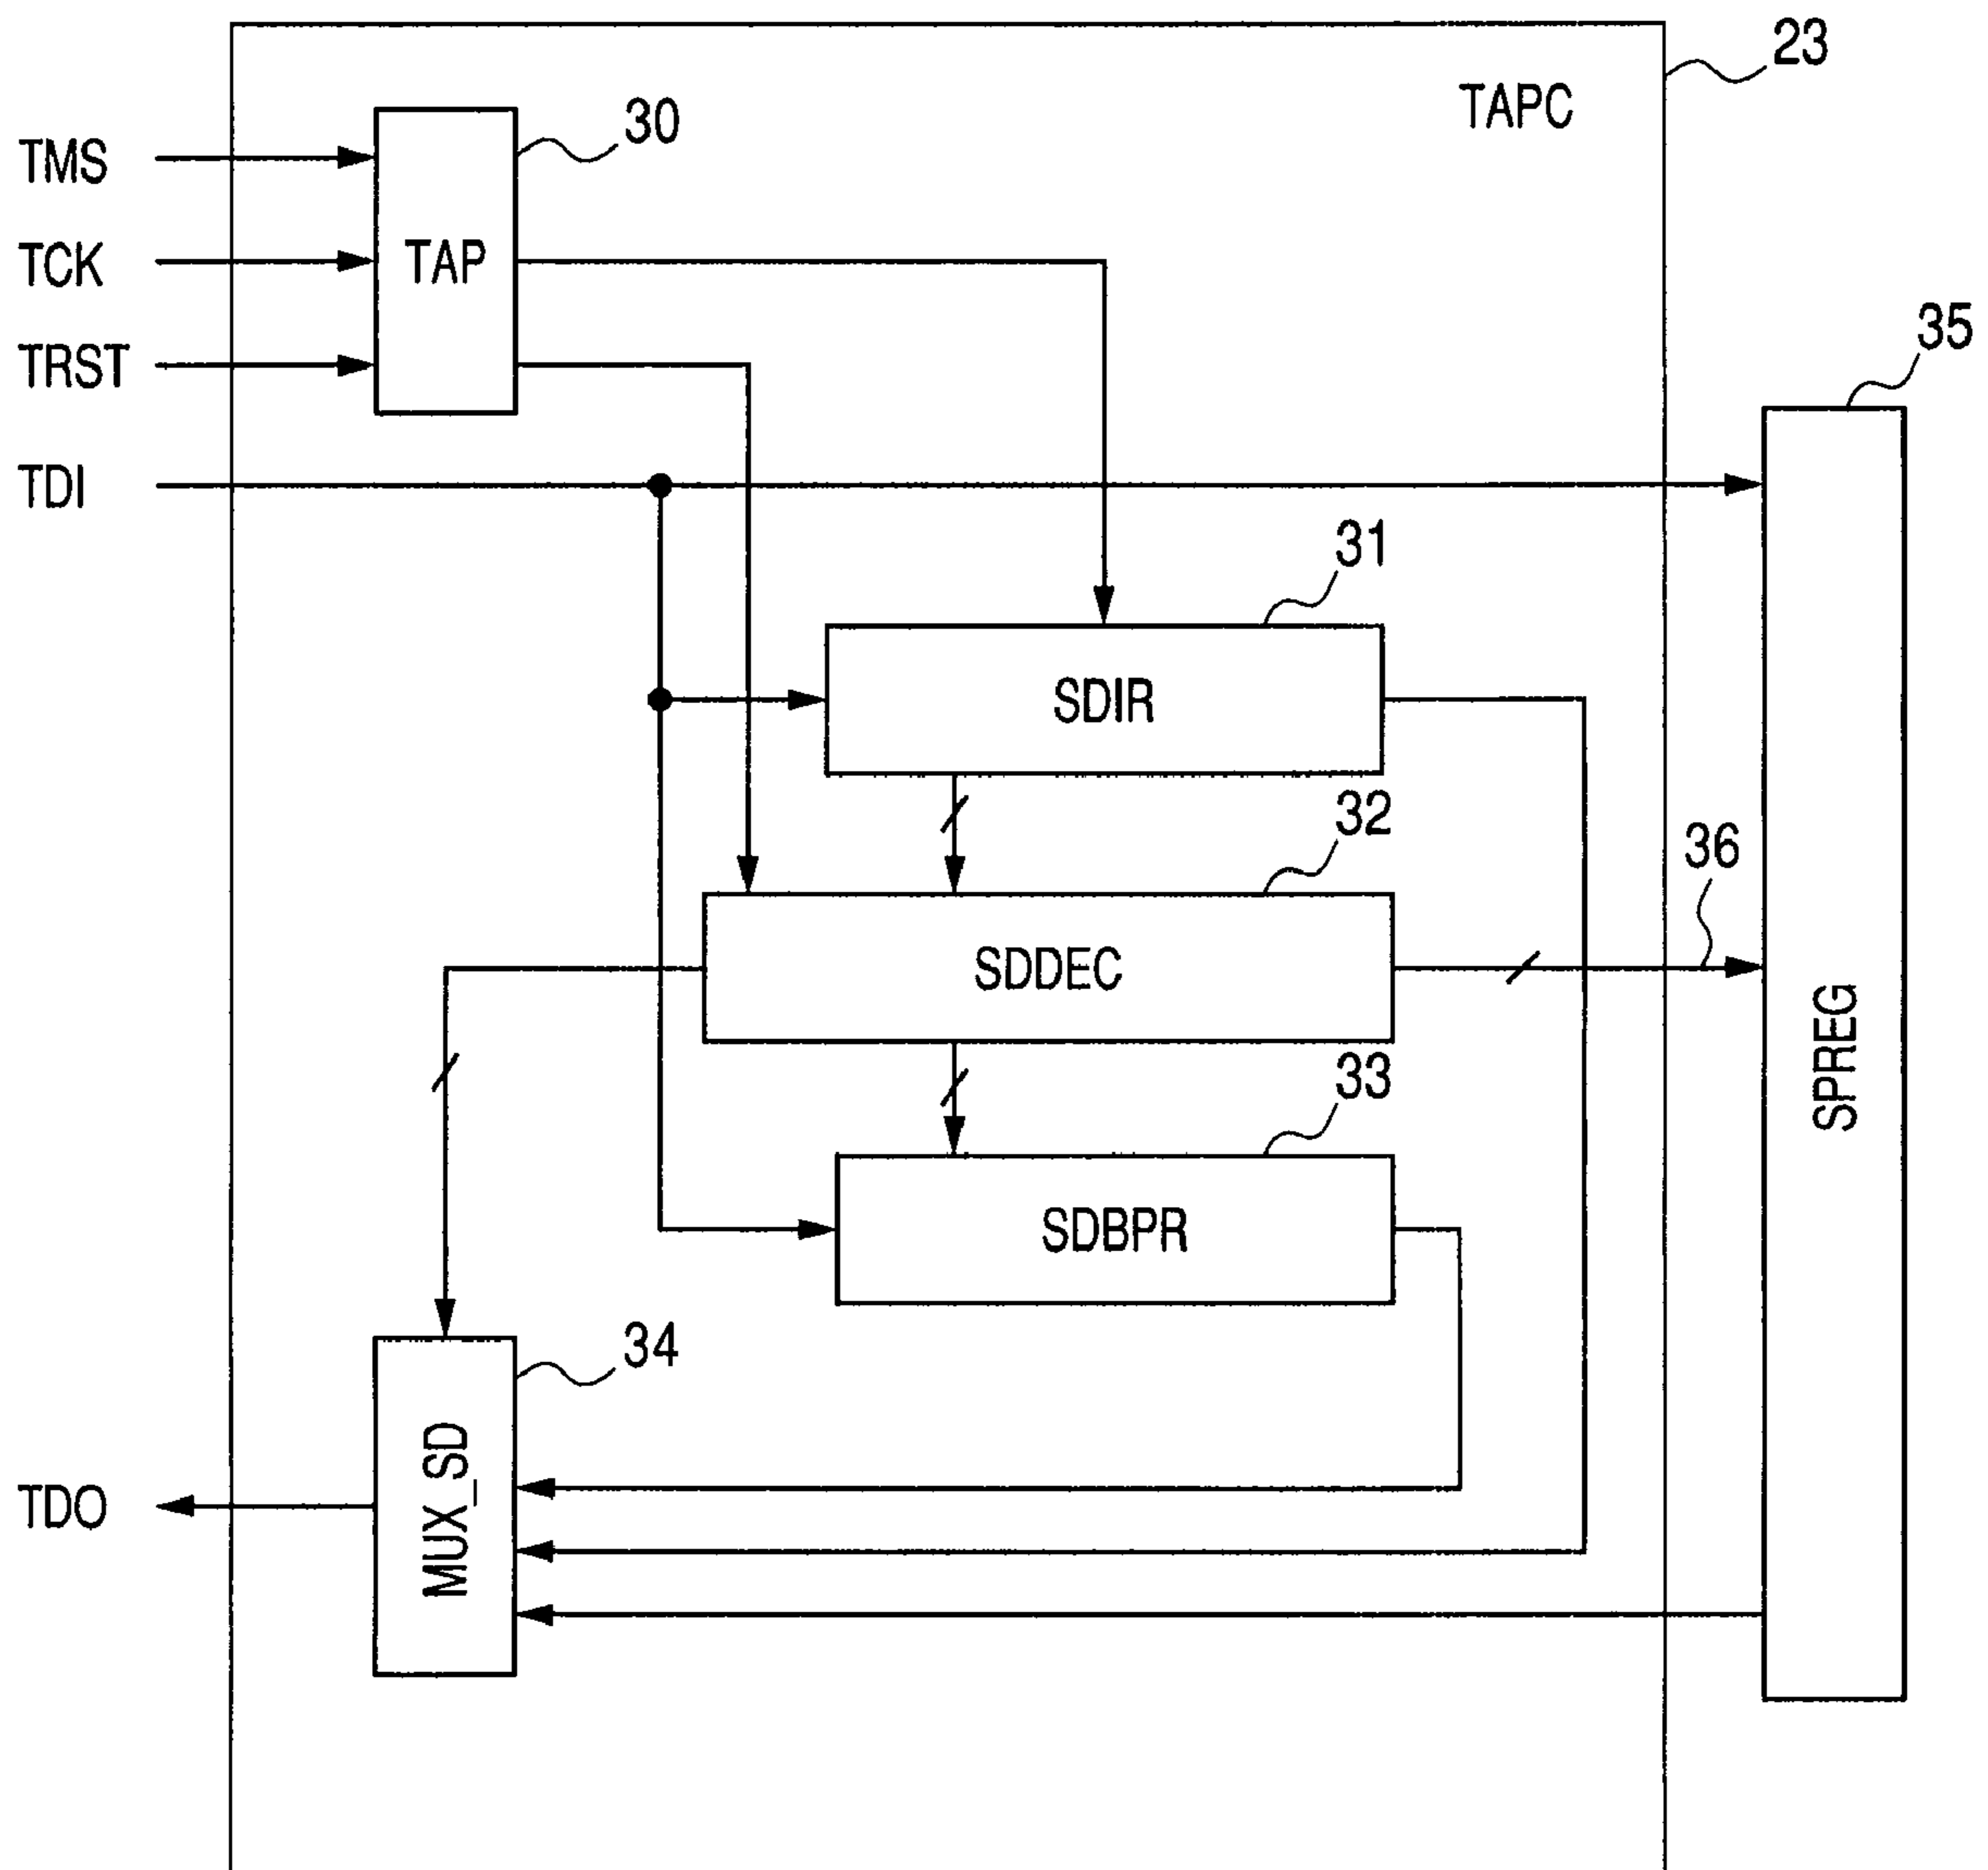 23
TAPC
30
TMS
TCK
TRST
TAP
35
TDI
31
SDIR
32
36
SDDEC
SPREG
33
SDBPR
34
MUX_SD
TDO